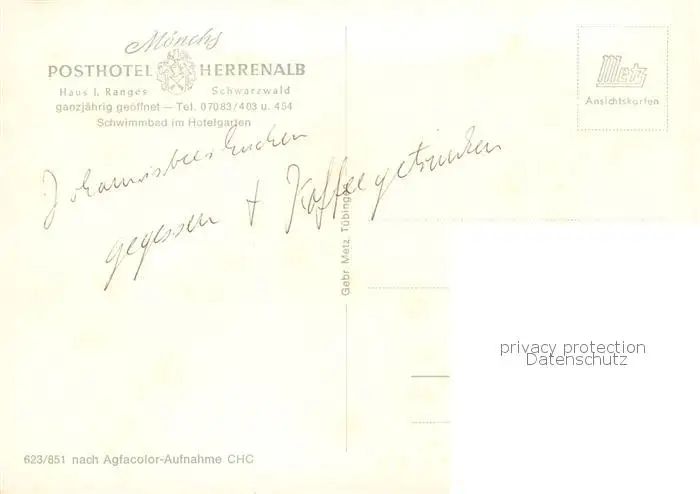 Mönchs
POSTHOTEL HERRENALB
Haus I. Ranges Schwarzwald
ganzjährig geöffnet — Tel. 07083/403 u. 454
Schwimmbad im Hotelgarten
Metz
Ansichtskarten
Johannisbeerkuchen
gegessen + Kaffee getrunken
Gebr. Metz, Tübingen
privacy protection
Datenschutz
623/851 nach Agfacolor-Aufnahme CHC